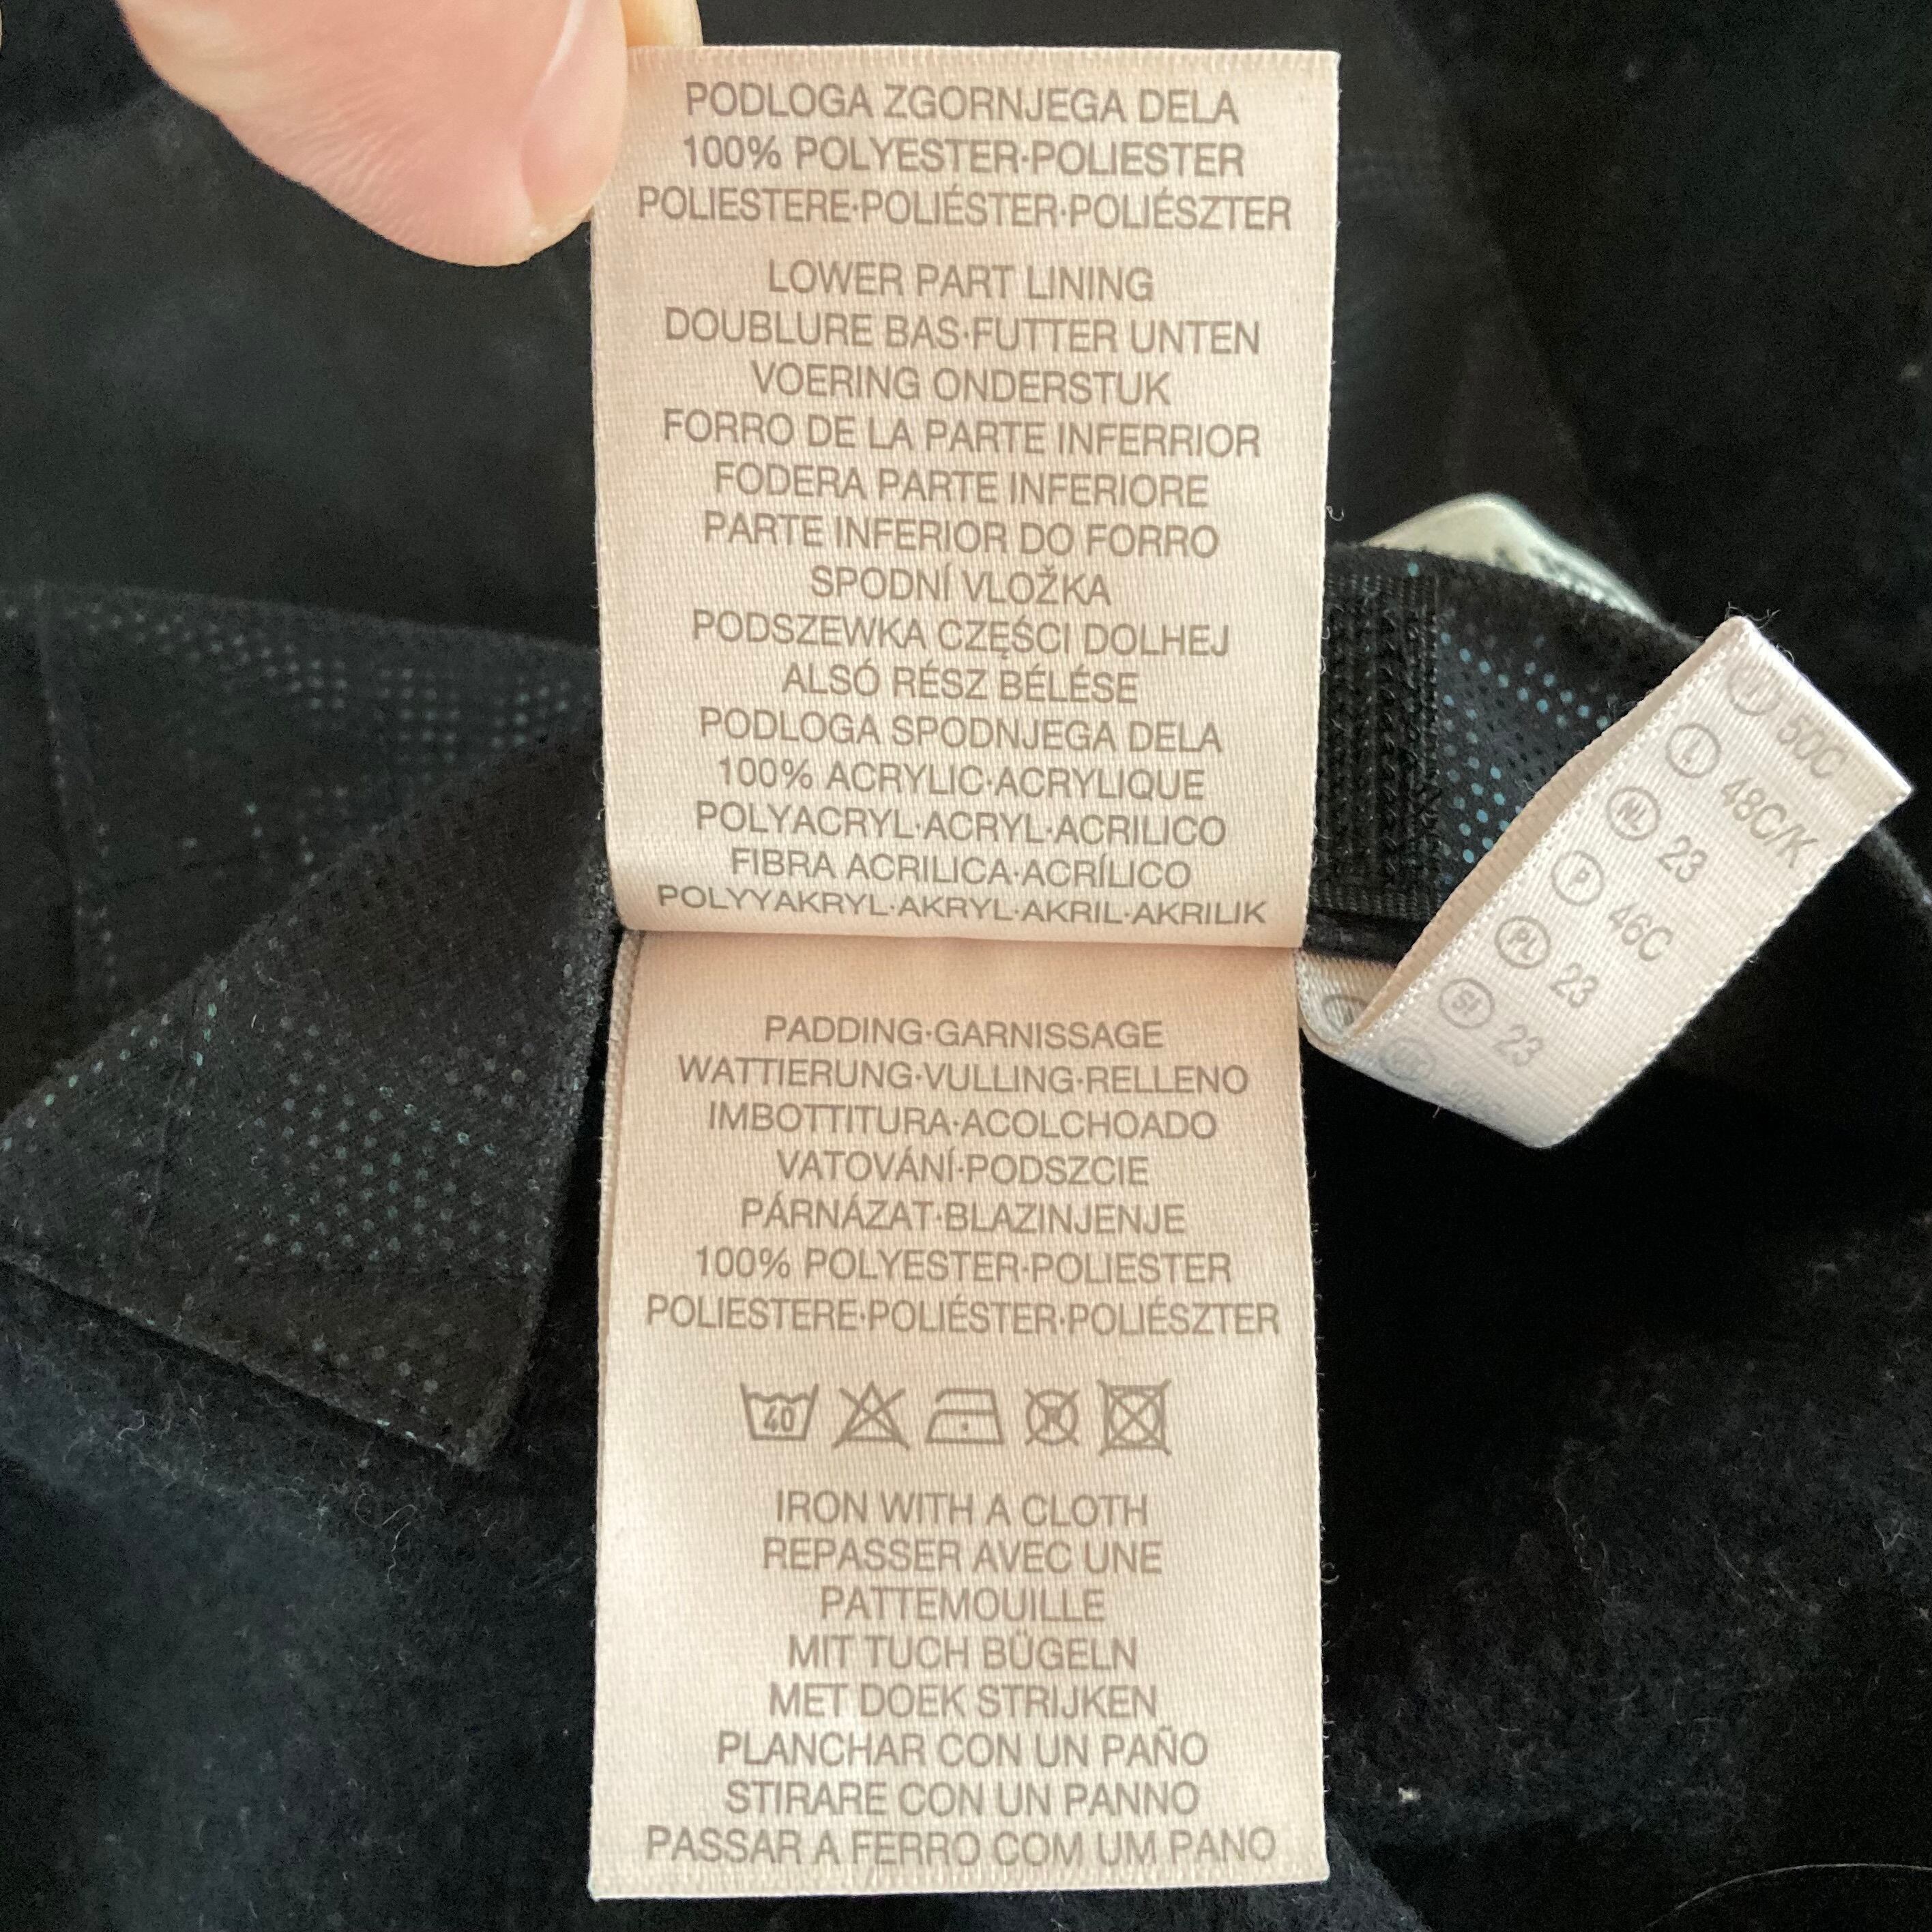 PODLOGA ZGORNJEGA DELA
100% POLYESTER·POLIESTER
POLIESTERE·POLIÉSTER·POLIÉSZTER
LOWER PART LINING
DOUBLURE BAS·FUTTER UNTEN
VOERING ONDERSTUK
FORRO DE LA PARTE INFERRIOR
FODERA PARTE INFERIORE
PARTE INFERIOR DO FORRO
SPODNÍ VLOŽKA
PODSZEWKA CZĘŚCI DOLHEJ
ALSÓ RÉSZ BÉLÉSE
PODLOGA SPODNJEGA DELA
100% ACRYLIC·ACRYLIQUE
POLYACRYL·ACRYL·ACRILICO
FIBRA ACRILICA·ACRÍLICO
POLYYAKRYL·AKRYL·AKRIL·AKRILIK
PADDING·GARNISSAGE
WATTIERUNG·VULLING·RELLENO
IMBOTTITURA·ACOLCHOADO
VATOVÁNÍ·PODSZCIE
PÁRNÁZAT·BLAZINJENJE
100% POLYESTER·POLIESTER
POLIESTERE·POLIÉSTER·POLIÉSZTER
40
IRON WITH A CLOTH
REPASSER AVEC UNE
PATTEMOUILLE
MIT TUCH BÜGELN
MET DOEK STRIJKEN
PLANCHAR CON UN PAÑO
STIRARE CON UN PANNO
PASSAR A FERRO COM UM PANO
50C
I 48C/K
NL 23
P 46C
PL 23
SI 23